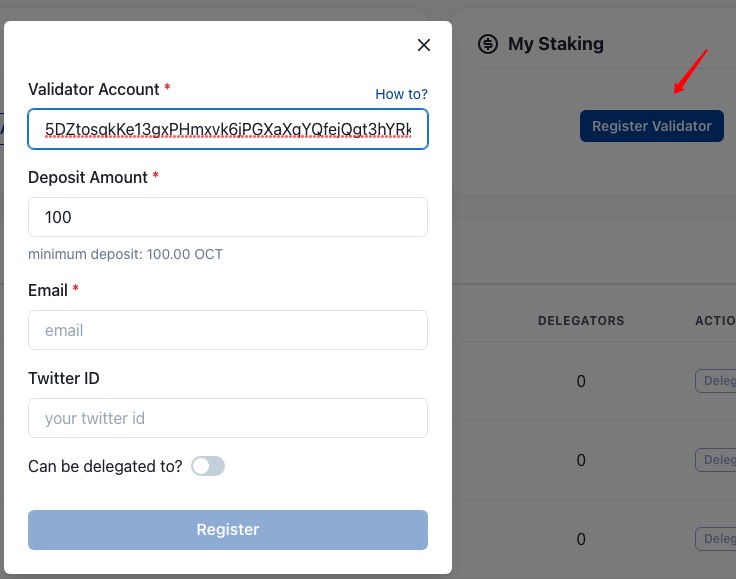 My Staking
Register Validator
Validator Account *
How to?
5DZtosqkKe13gxPHmxvk6jPGXaXqYQfejQgt3hYRk
Deposit Amount *
100
minimum deposit: 100.00 OCT
Email *
email
Twitter ID
your twitter id
Can be delegated to?
Register
DELEGATORS
ACTIO
0
Deleg
0
Deleg
0
Deleg